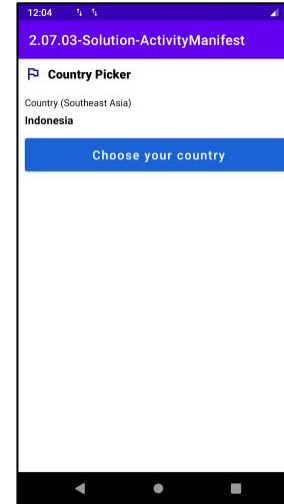 12:04
2.07.03-Solution-ActivityManifest
Country Picker
Country (Southeast Asia)
Indonesia
Choose your country